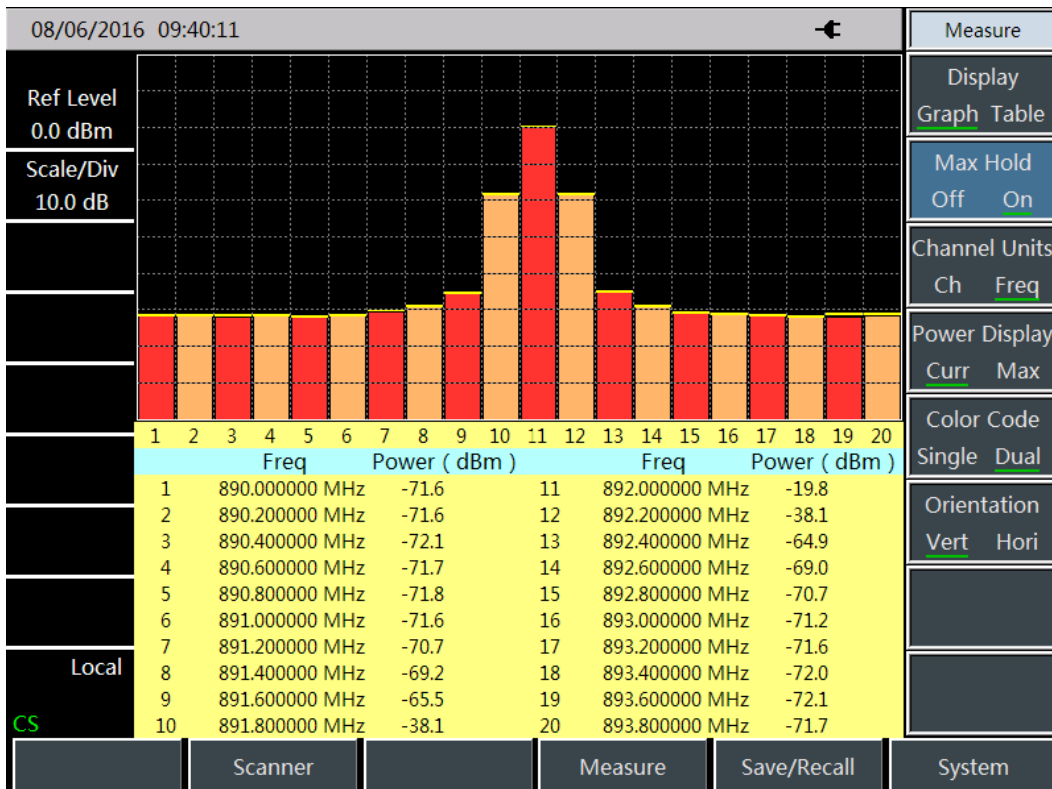 08/06/2016 09:40:11
Measure
Ref Level
0.0 dBm
Scale/Div
10.0 dB
Local
CS
1 2 3 4 5 6 7 8 9 10 11 12 13 14 15 16 17 18 19 20
Freq Power ( dBm ) Freq Power ( dBm )
1 890.000000 MHz -71.6 11 892.000000 MHz -19.8
2 890.200000 MHz -71.6 12 892.200000 MHz -38.1
3 890.400000 MHz -72.1 13 892.400000 MHz -64.9
4 890.600000 MHz -71.7 14 892.600000 MHz -69.0
5 890.800000 MHz -71.8 15 892.800000 MHz -70.7
6 891.000000 MHz -71.6 16 893.000000 MHz -71.2
7 891.200000 MHz -70.7 17 893.200000 MHz -71.6
8 891.400000 MHz -69.2 18 893.400000 MHz -72.0
9 891.600000 MHz -65.5 19 893.600000 MHz -72.1
10 891.800000 MHz -38.1 20 893.800000 MHz -71.7
Display
Graph Table
Max Hold
Off On
Channel Units
Ch Freq
Power Display
Curr Max
Color Code
Single Dual
Orientation
Vert Hori
Scanner Measure Save/Recall System